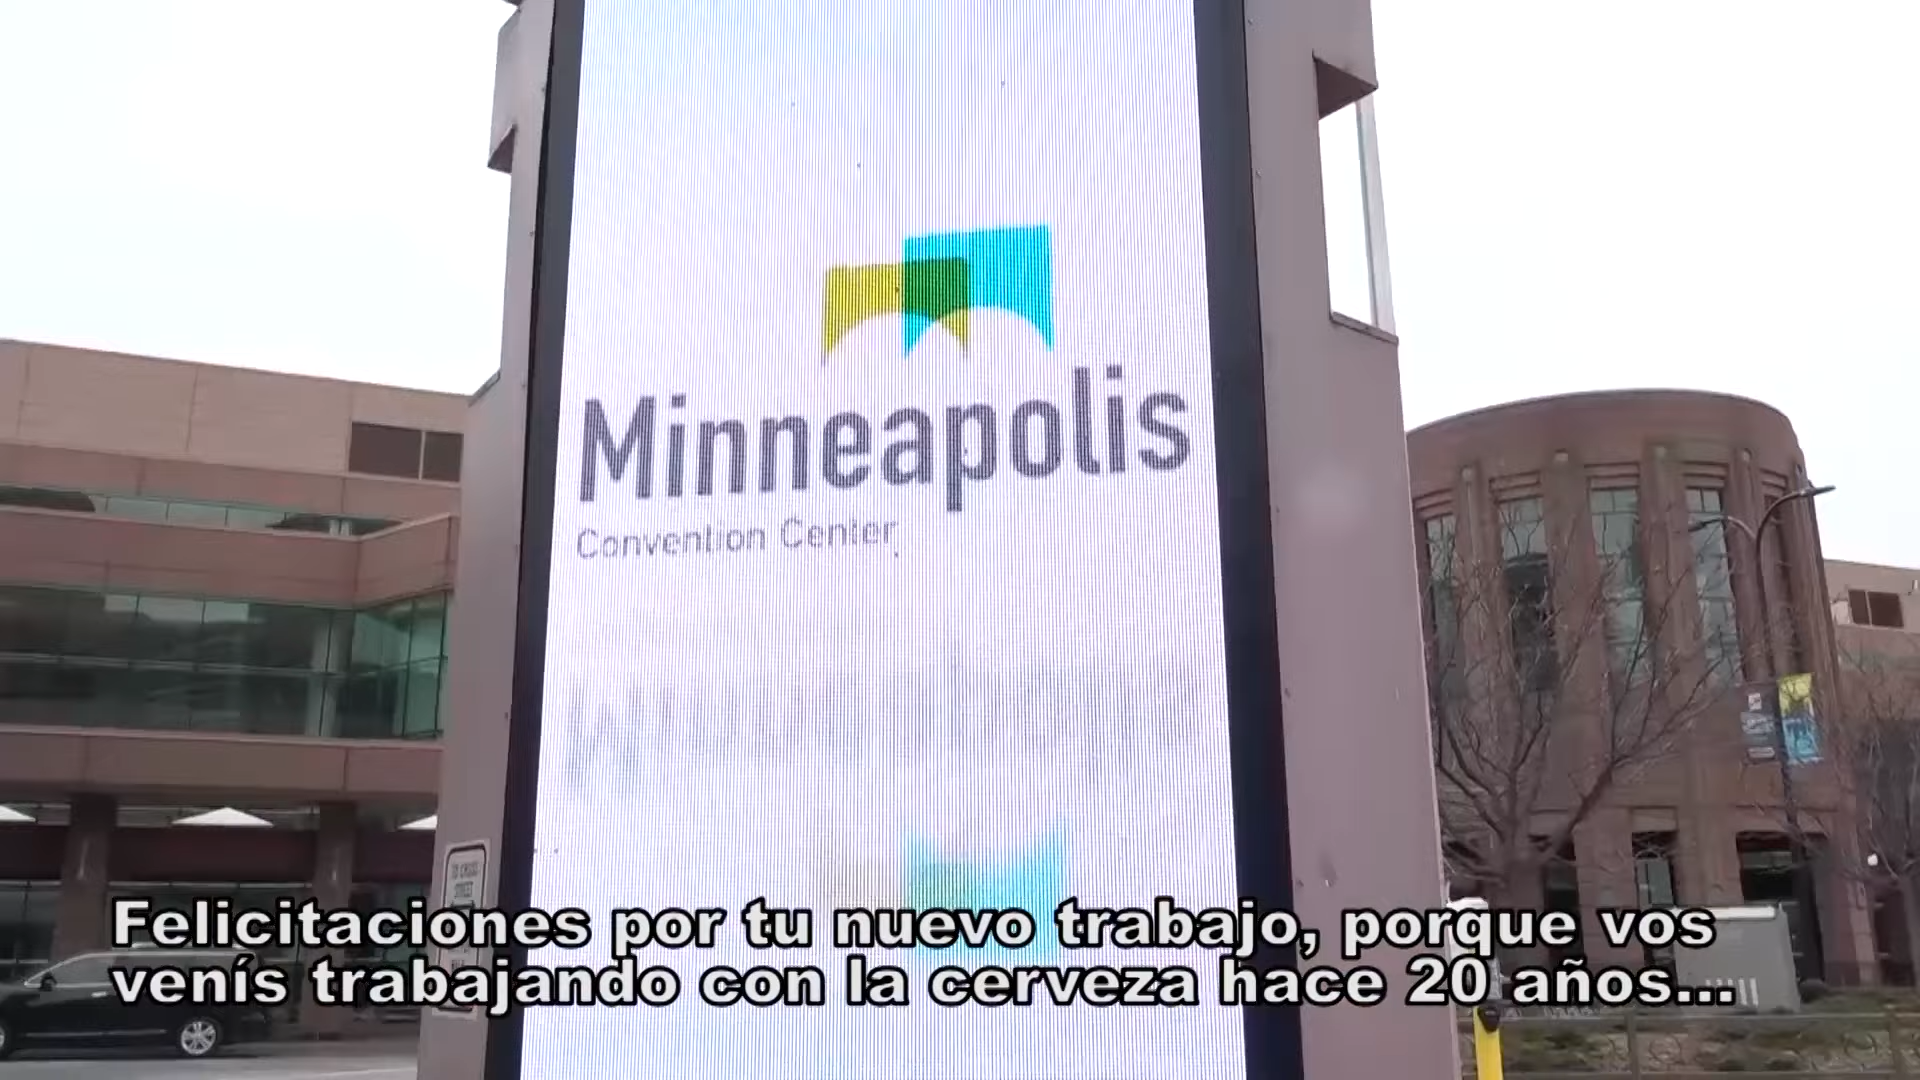 Minneapolis
Convention Center
Felicitaciones por tu nuevo trabajo, porque vos
venís trabajando con la cerveza hace 20 años...